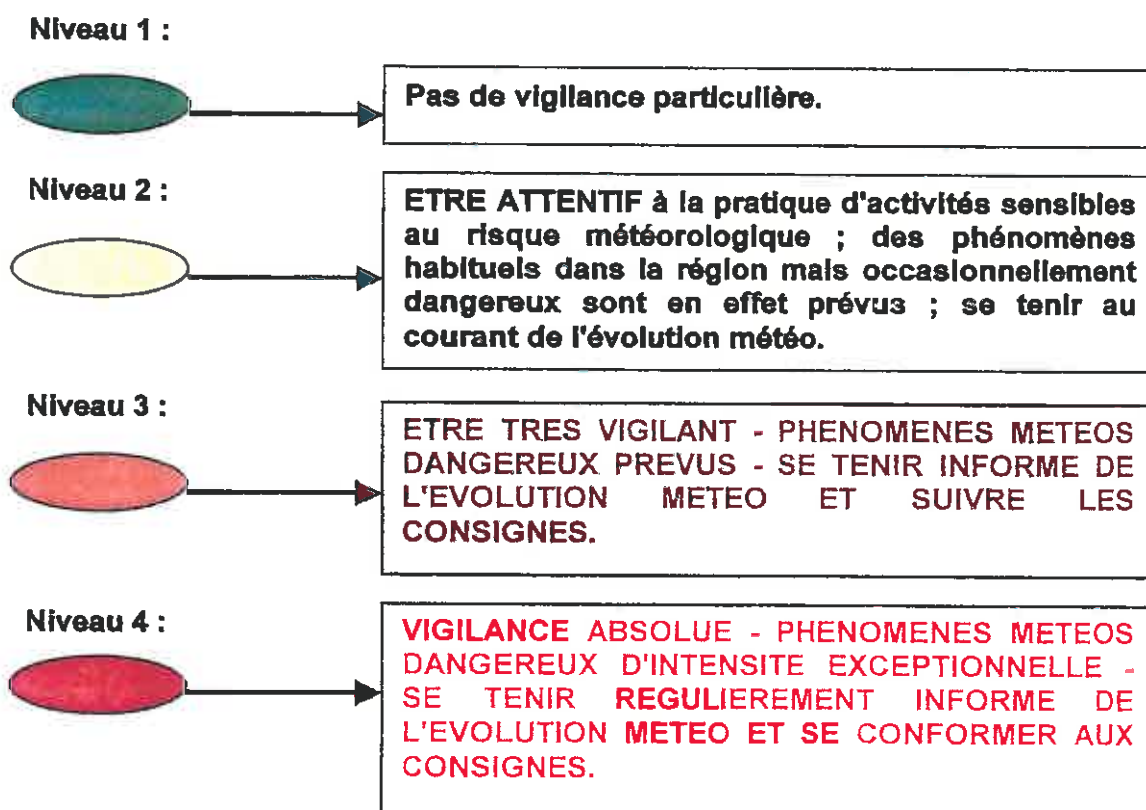 Niveau 1 :
Pas de vigilance particulière.
Niveau 2 :
ETRE ATTENTIF à la pratique d'activités sensibles
au risque météorologique ; des phénomènes
habituels dans la région mais occasionnellement
dangereux sont en effet prévus ; se tenir au
courant de l'évolution météo.
Niveau 3 :
ETRE TRES VIGILANT - PHENOMENES METEOS
DANGEREUX PREVUS - SE TENIR INFORME DE
L'EVOLUTION METEO ET SUIVRE LES
CONSIGNES.
Niveau 4 :
VIGILANCE ABSOLUE - PHENOMENES METEOS
DANGEREUX D'INTENSITE EXCEPTIONNELLE -
SE TENIR REGULIEREMENT INFORME DE
L'EVOLUTION METEO ET SE CONFORMER AUX
CONSIGNES.